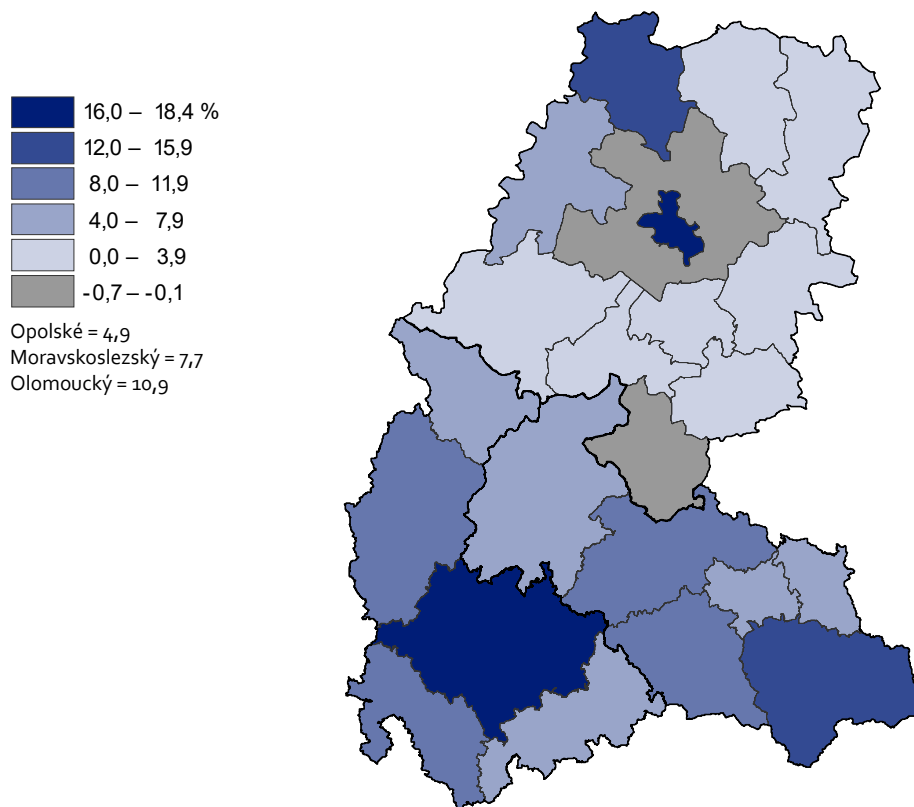 16,0 – 18,4 %
12,0 – 15,9
8,0 – 11,9
4,0 – 7,9
0,0 – 3,9
-0,7 – -0,1
Opolské = 4,9
Moravskoslezský = 7,7
Olomoucký = 10,9